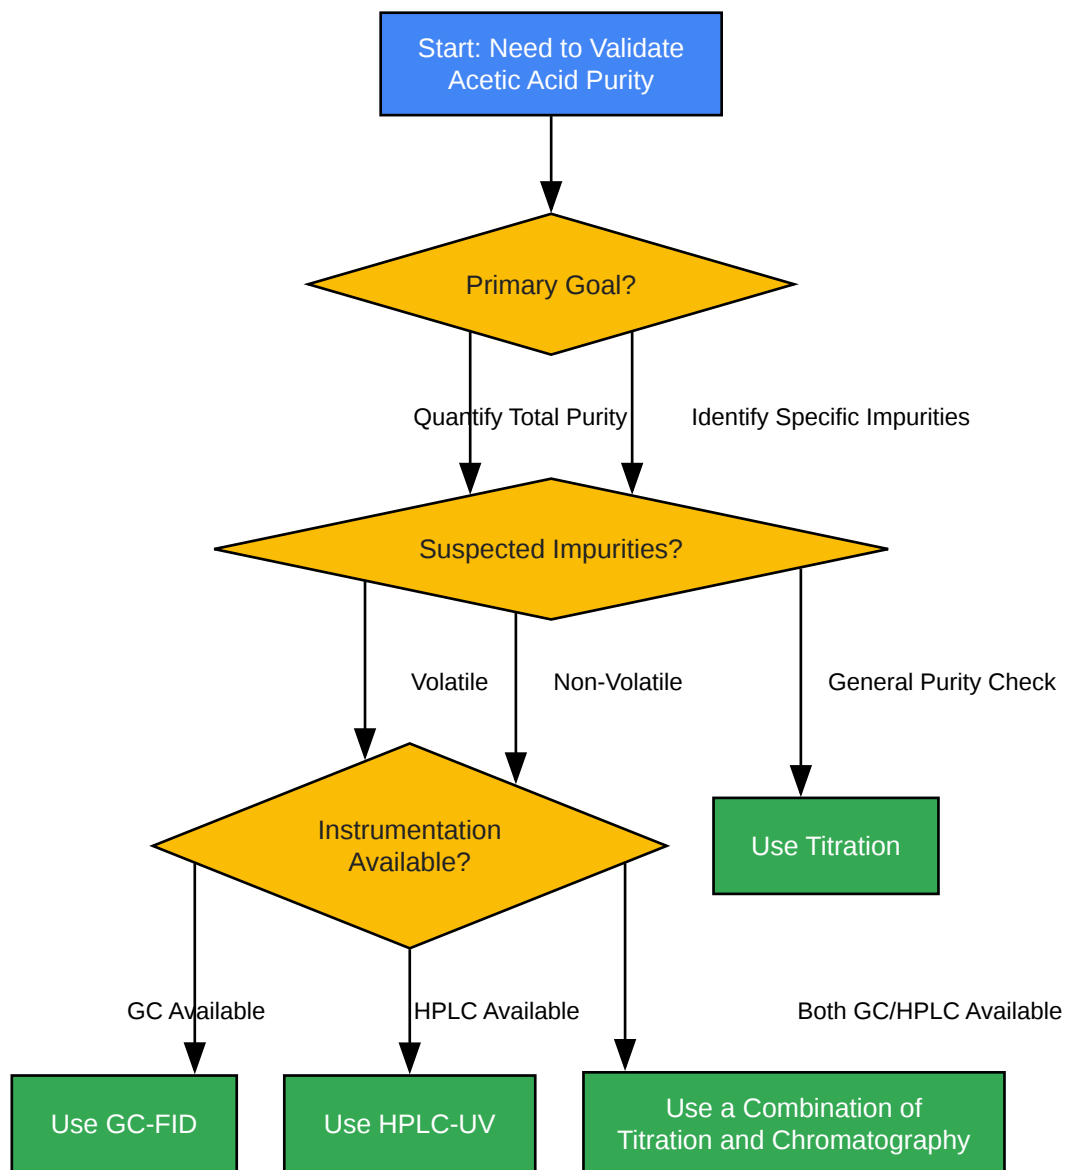 Start: Need to Validate
Acetic Acid Purity
Primary Goal?
Quantify Total Purity
Identify Specific Impurities
Suspected Impurities?
Volatile
Non-Volatile
General Purity Check
Instrumentation
Available?
Use Titration
GC Available
HPLC Available
Both GC/HPLC Available
Use GC-FID
Use HPLC-UV
Use a Combination of
Titration and Chromatography